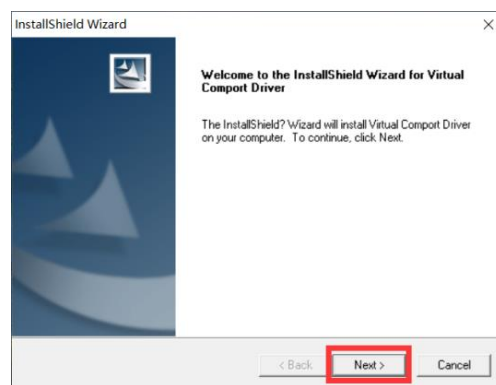 InstallShield Wizard
Welcome to the InstallShield Wizard for Virtual
Comport Driver
The InstallShield? Wizard will install Virtual Comport Driver
on your computer. To continue, click Next.
< Back
Next >
Cancel